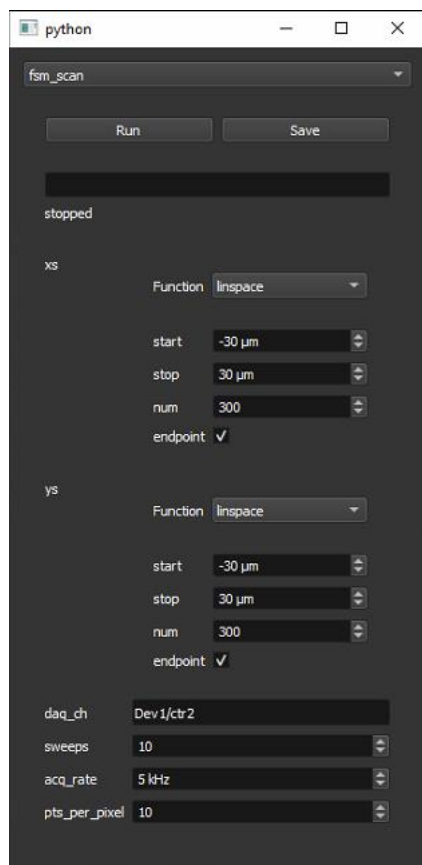 python
fsm_scan
Run Save
stopped
xs
Function linspace
start -30 µm
stop 30 µm
num 300
endpoint
ys
Function linspace
start -30 µm
stop 30 µm
num 300
endpoint
daq_ch Dev1/ctr2
sweeps 10
acq_rate 5 kHz
pts_per_pixel 10